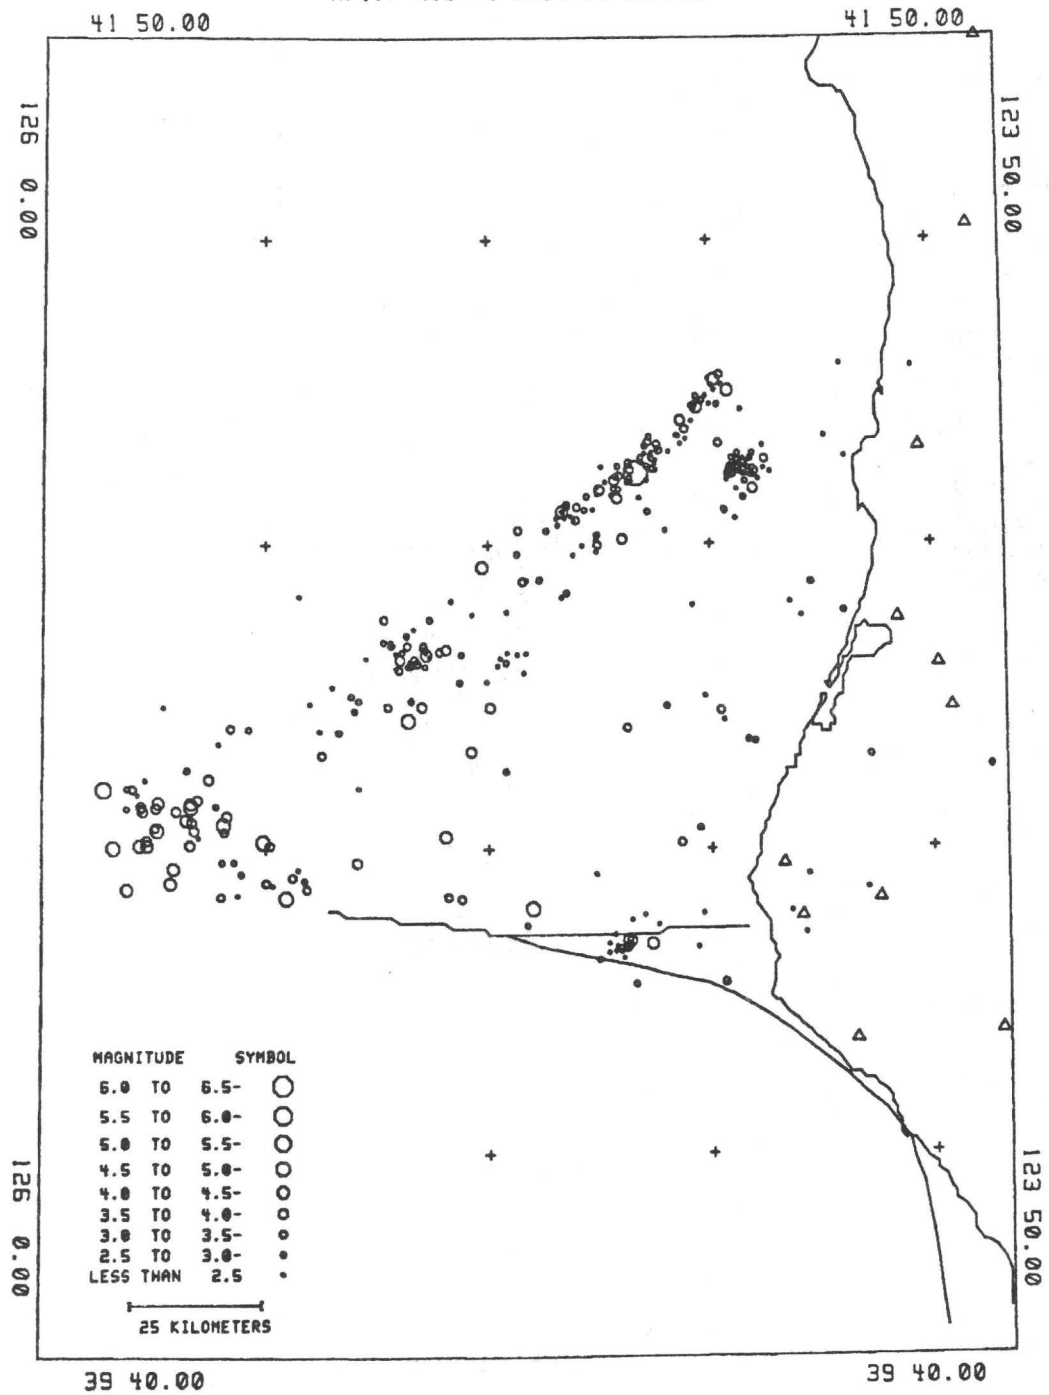 41 50.00
41 50.00
126 0.00
123 50.00
MAGNITUDE SYMBOL
6.0 TO 6.5-
5.5 TO 6.0-
5.0 TO 5.5-
4.5 TO 5.0-
4.0 TO 4.5-
3.5 TO 4.0-
3.0 TO 3.5-
2.5 TO 3.0-
LESS THAN 2.5
25 KILOMETERS
126 0.00
123 50.00
39 40.00
39 40.00